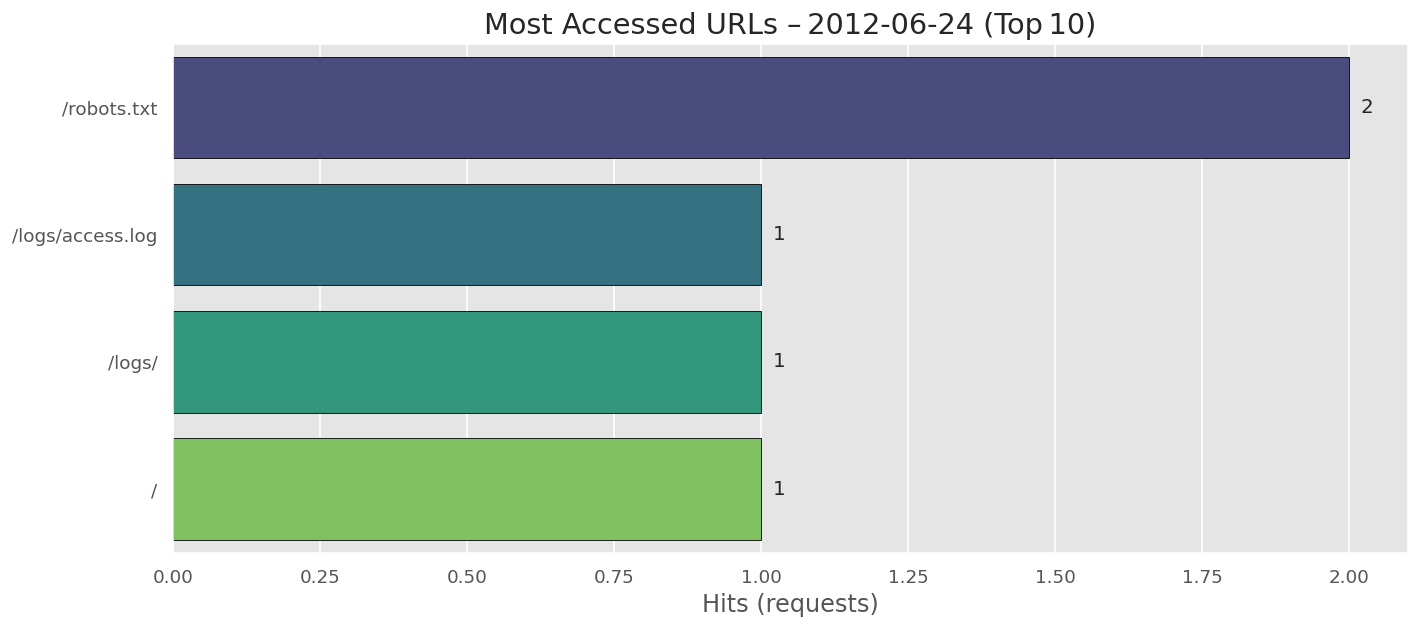 Most Accessed URLs – 2012-06-24 (Top 10)
/robots.txt
2
/logs/access.log
1
/logs/
1
/
1
0.00 0.25 0.50 0.75 1.00 1.25 1.50 1.75 2.00
Hits (requests)